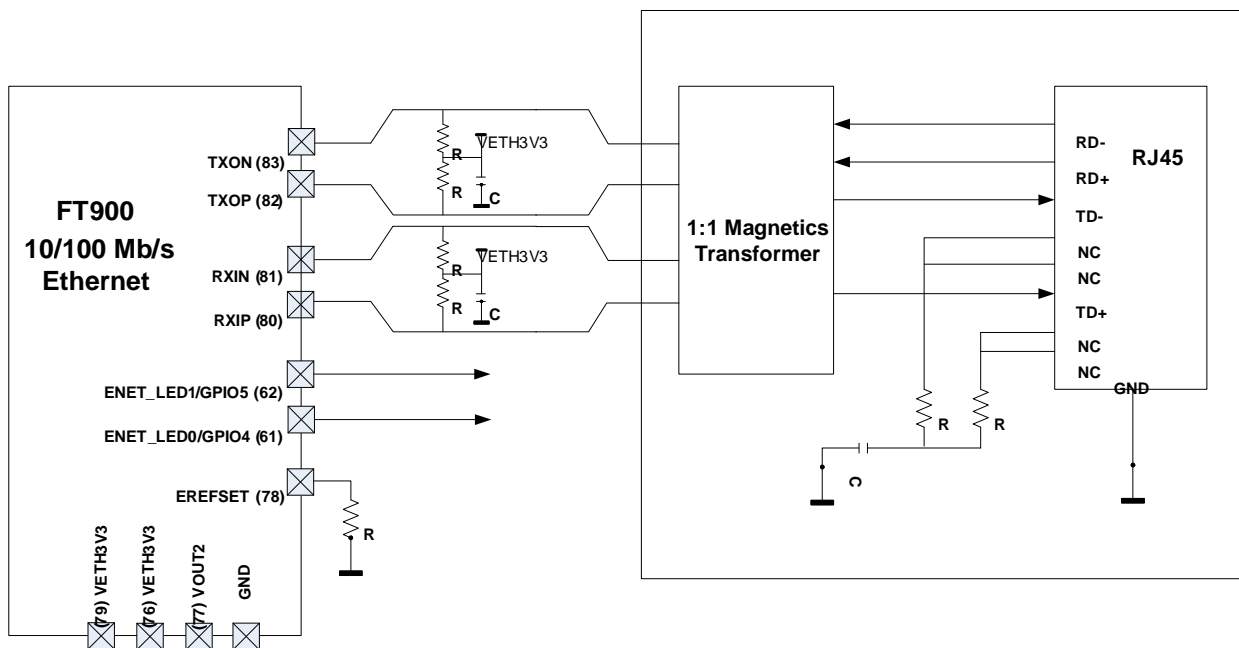 FT900
10/100 Mb/s
Ethernet
TXON (83)
TXOP (82)
RXIN (81)
RXIP (80)
ENET_LED1/GPIO5 (62)
ENET_LED0/GPIO4 (61)
EREFSET (78)
(79) VETH3V3
(76) VETH3V3
(77) VOUT2
GND
R
VETH3V3
R
R
C
VETH3V3
R
R
C
1:1 Magnetics
Transformer
RJ45
RD-
RD+
TD-
NC
NC
TD+
NC
NC
GND
R
R
C